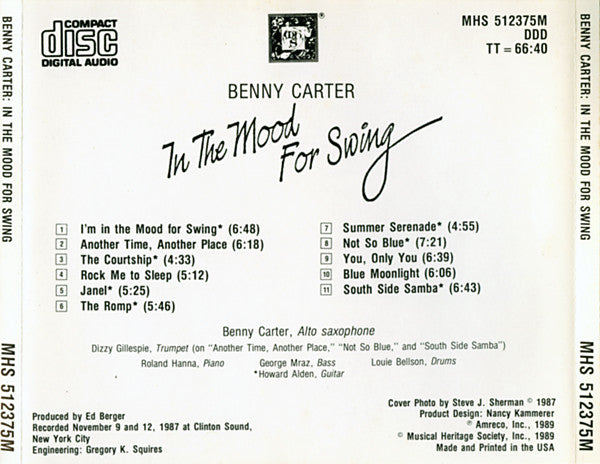 BENNY CARTER: IN THE MOOD FOR SWING
MHS 512375M
COMPACT
disc
DIGITAL AUDIO
®
MHS 512375M
DDD
TT = 66:40
BENNY CARTER
In The Mood
For Swing
1 I'm in the Mood for Swing* (6:48)
2 Another Time, Another Place (6:18)
3 The Courtship* (4:33)
4 Rock Me to Sleep (5:12)
5 Janel* (5:25)
6 The Romp* (5:46)
7 Summer Serenade* (4:55)
8 Not So Blue* (7:21)
9 You, Only You (6:39)
10 Blue Moonlight (6:06)
11 South Side Samba* (6:43)
Benny Carter, Alto saxophone
Dizzy Gillespie, Trumpet (on "Another Time, Another Place," "Not So Blue," and "South Side Samba")
Roland Hanna, Piano George Mraz, Bass Louie Bellson, Drums
*Howard Alden, Guitar
Produced by Ed Berger
Recorded November 9 and 12, 1987 at Clinton Sound,
New York City
Engineering: Gregory K. Squires
Cover Photo by Steve J. Sherman © 1987
Product Design: Nancy Kammerer
℗ Amreco, Inc., 1989
© Musical Heritage Society, Inc., 1989
Made and Printed in the USA
BENNY CARTER: IN THE MOOD FOR SWING
MHS 512375M